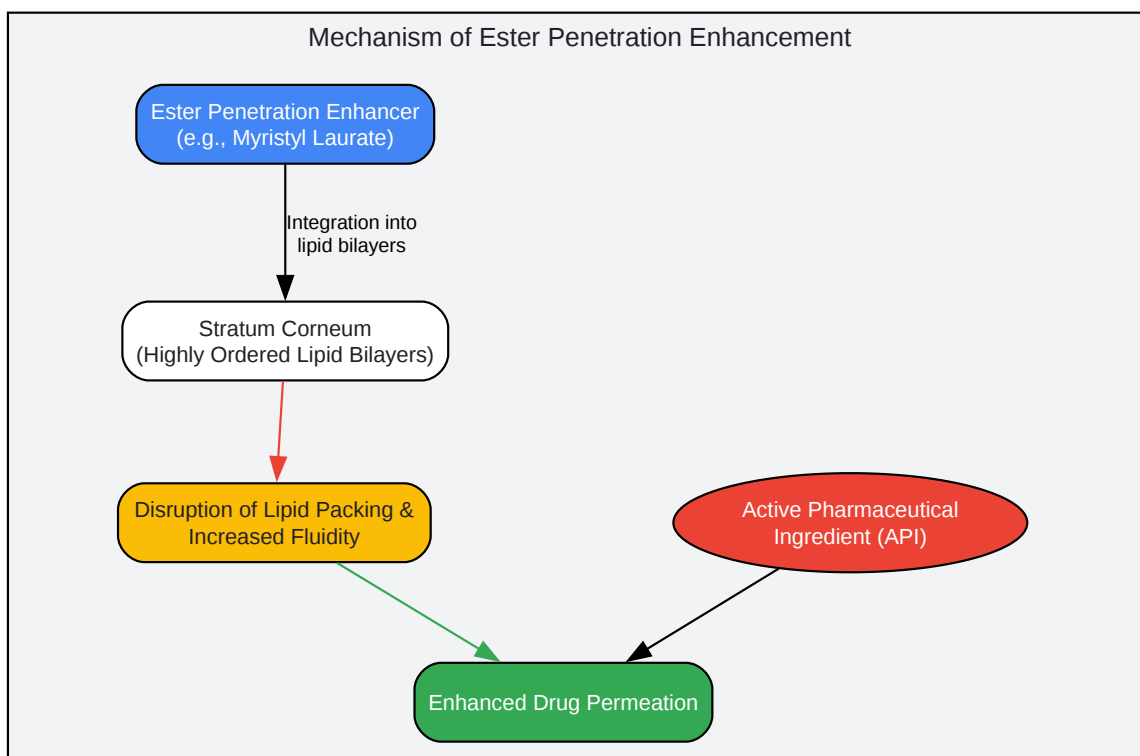 Mechanism of Ester Penetration Enhancement
Ester Penetration Enhancer
(e.g., Myristyl Laurate)
Integration into
lipid bilayers
Stratum Corneum
(Highly Ordered Lipid Bilayers)
Disruption of Lipid Packing &
Increased Fluidity
Active Pharmaceutical
Ingredient (API)
Enhanced Drug Permeation